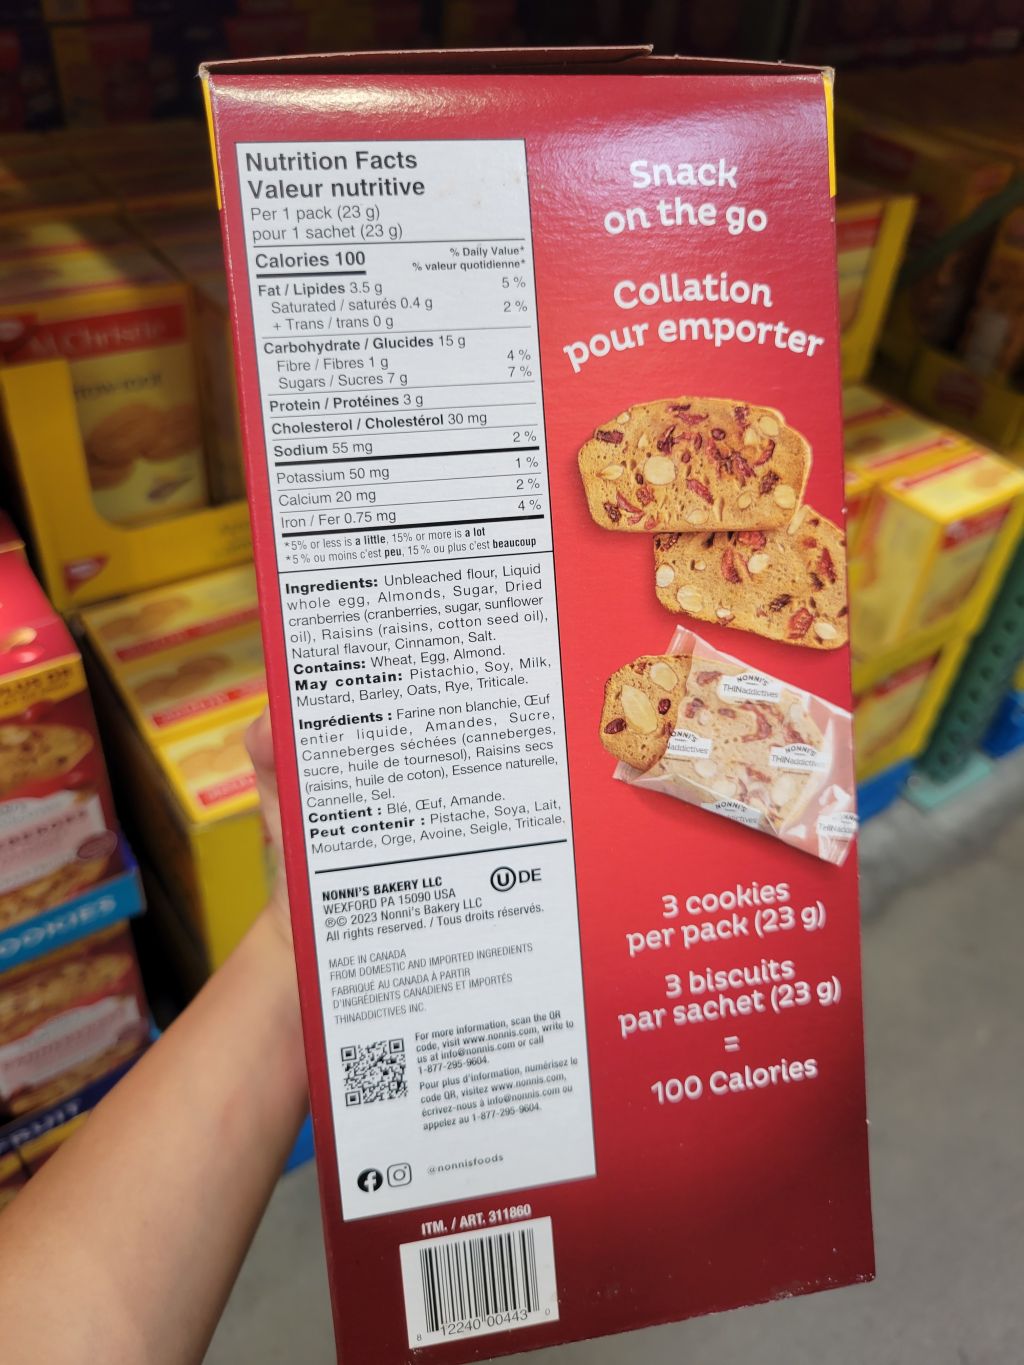 Nutrition Facts
Valeur nutritive
Per 1 pack (23 g)
pour 1 sachet (23 g)
Calories 100
% Daily Value*
% valeur quotidienne*
Fat / Lipides 3.5 g 5 %
Saturated / saturés 0.4 g 2 %
+ Trans / trans 0 g
Carbohydrate / Glucides 15 g
Fibre / Fibres 1 g 4 %
Sugars / Sucres 7 g 7 %
Protein / Protéines 3 g
Cholesterol / Cholestérol 30 mg
Sodium 55 mg 2 %
Potassium 50 mg 1 %
Calcium 20 mg 2 %
Iron / Fer 0.75 mg 4 %
*5% or less is a little, 15% or more is a lot
*5 % ou moins c'est peu, 15 % ou plus c'est beaucoup
Ingredients: Unbleached flour, Liquid
whole egg, Almonds, Sugar, Dried
cranberries (cranberries, sugar, sunflower
oil), Raisins (raisins, cotton seed oil),
Natural flavour, Cinnamon, Salt.
Contains: Wheat, Egg, Almond.
May contain: Pistachio, Soy, Milk,
Mustard, Barley, Oats, Rye, Triticale.
Ingrédients : Farine non blanchie, Œuf
entier liquide, Amandes, Sucre,
Canneberges séchées (canneberges,
sucre, huile de tournesol), Raisins secs
(raisins, huile de coton), Essence naturelle,
Cannelle, Sel.
Contient : Blé, Œuf, Amande.
Peut contenir : Pistache, Soya, Lait,
Moutarde, Orge, Avoine, Seigle, Triticale.
NONNI'S BAKERY LLC
WEXFORD PA 15090 USA
®© 2023 Nonni's Bakery LLC
All rights reserved. / Tous droits réservés.
U DE
MADE IN CANADA
FROM DOMESTIC AND IMPORTED INGREDIENTS
FABRIQUÉ AU CANADA À PARTIR
D'INGRÉDIENTS CANADIENS ET IMPORTÉS
THINADDICTIVES INC.
For more information, scan the QR
code, visit www.nonnis.com, write to
us at info@nonnis.com or call
1-877-295-9604.
Pour plus d'information, numérisez le
code QR, visitez www.nonnis.com,
écrivez-nous à info@nonnis.com ou
appelez au 1-877-295-9604.
@nonnisfoods
ITM. / ART. 311860
8 12240 00443 0
Snack
on the go
Collation
pour emporter
NONNI'S
THINaddictives
NONNI'S
addictives
NONNI'S
THINaddictiv
NONNI'S
THINadd
3 cookies
per pack (23 g)
3 biscuits
par sachet (23 g)
=
100 Calories
Christie
OOKIES
FRUIT